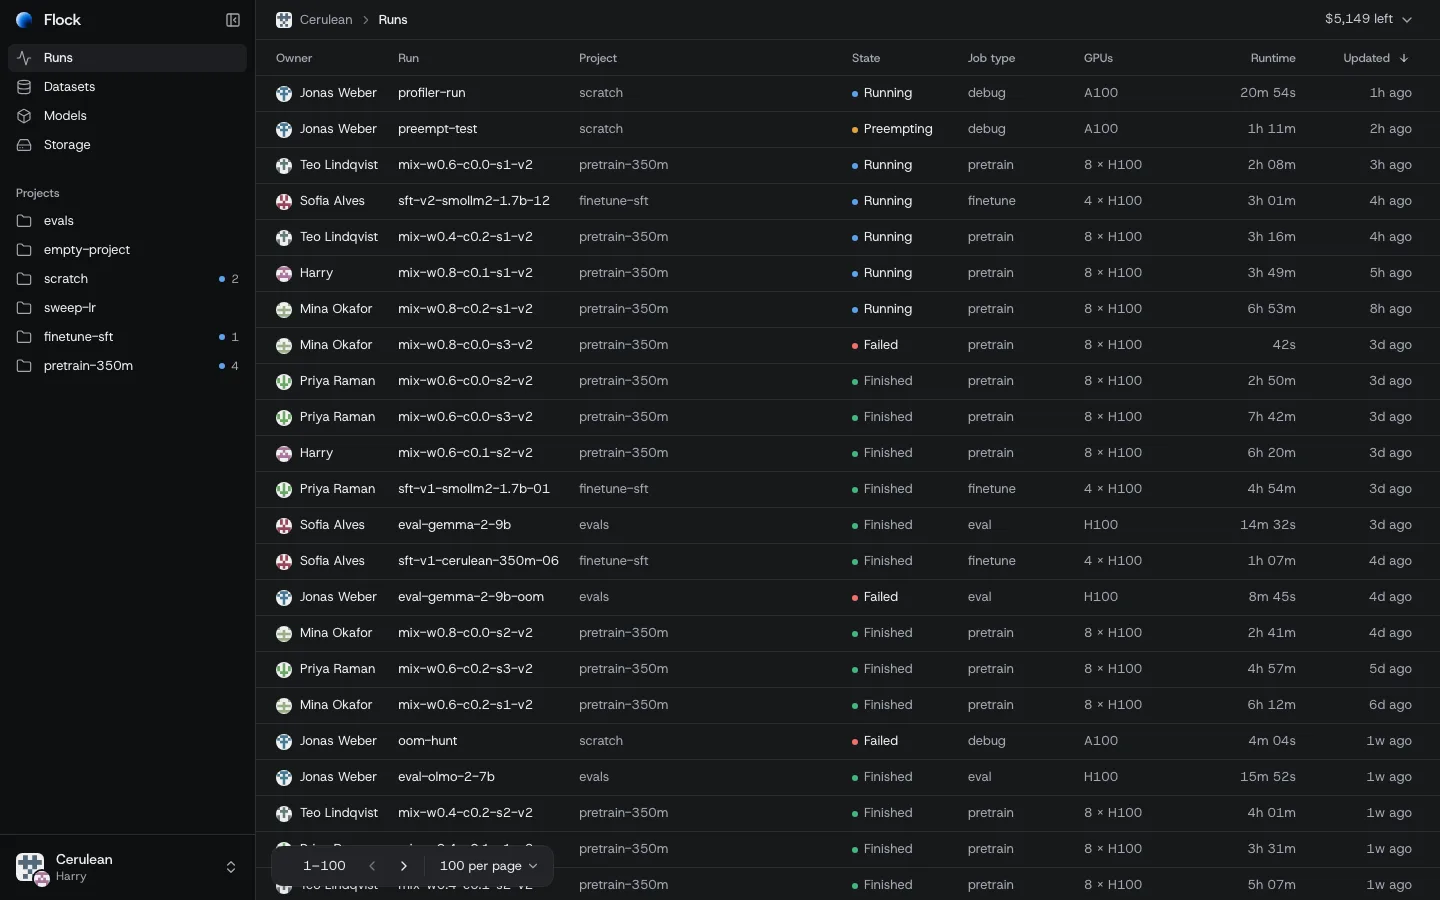 Flock
Runs
Datasets
Models
Storage
Projects
evals
empty-project
scratch 2
sweep-lr
finetune-sft 1
pretrain-350m 4
Cerulean
Harry
Cerulean > Runs
$5,149 left
Owner Run Project State Job type GPUs Runtime Updated ↓
Jonas Weber profiler-run scratch Running debug A100 20m 54s 1h ago
Jonas Weber preempt-test scratch Preempting debug A100 1h 11m 2h ago
Teo Lindqvist mix-w0.6-c0.0-s1-v2 pretrain-350m Running pretrain 8 × H100 2h 08m 3h ago
Sofia Alves sft-v2-smollm2-1.7b-12 finetune-sft Running finetune 4 × H100 3h 01m 4h ago
Teo Lindqvist mix-w0.4-c0.2-s1-v2 pretrain-350m Running pretrain 8 × H100 3h 16m 4h ago
Harry mix-w0.8-c0.1-s1-v2 pretrain-350m Running pretrain 8 × H100 3h 49m 5h ago
Mina Okafor mix-w0.8-c0.2-s1-v2 pretrain-350m Running pretrain 8 × H100 6h 53m 8h ago
Mina Okafor mix-w0.8-c0.0-s3-v2 pretrain-350m Failed pretrain 8 × H100 42s 3d ago
Priya Raman mix-w0.6-c0.0-s2-v2 pretrain-350m Finished pretrain 8 × H100 2h 50m 3d ago
Priya Raman mix-w0.6-c0.0-s3-v2 pretrain-350m Finished pretrain 8 × H100 7h 42m 3d ago
Harry mix-w0.6-c0.1-s2-v2 pretrain-350m Finished pretrain 8 × H100 6h 20m 3d ago
Priya Raman sft-v1-smollm2-1.7b-01 finetune-sft Finished finetune 4 × H100 4h 54m 3d ago
Sofia Alves eval-gemma-2-9b evals Finished eval H100 14m 32s 3d ago
Sofia Alves sft-v1-cerulean-350m-06 finetune-sft Finished finetune 4 × H100 1h 07m 4d ago
Jonas Weber eval-gemma-2-9b-oom evals Failed eval H100 8m 45s 4d ago
Mina Okafor mix-w0.8-c0.0-s2-v2 pretrain-350m Finished pretrain 8 × H100 2h 41m 4d ago
Priya Raman mix-w0.6-c0.2-s3-v2 pretrain-350m Finished pretrain 8 × H100 4h 57m 5d ago
Mina Okafor mix-w0.6-c0.2-s1-v2 pretrain-350m Finished pretrain 8 × H100 6h 12m 6d ago
Jonas Weber oom-hunt scratch Failed debug A100 4m 04s 1w ago
Jonas Weber eval-olmo-2-7b evals Finished eval H100 15m 52s 1w ago
Teo Lindqvist mix-w0.4-c0.2-s2-v2 pretrain-350m Finished pretrain 8 × H100 4h 01m 1w ago
pretrain-350m Finished pretrain 8 × H100 3h 31m 1w ago
pretrain-350m Finished pretrain 8 × H100 5h 07m 1w ago
1–100 100 per page